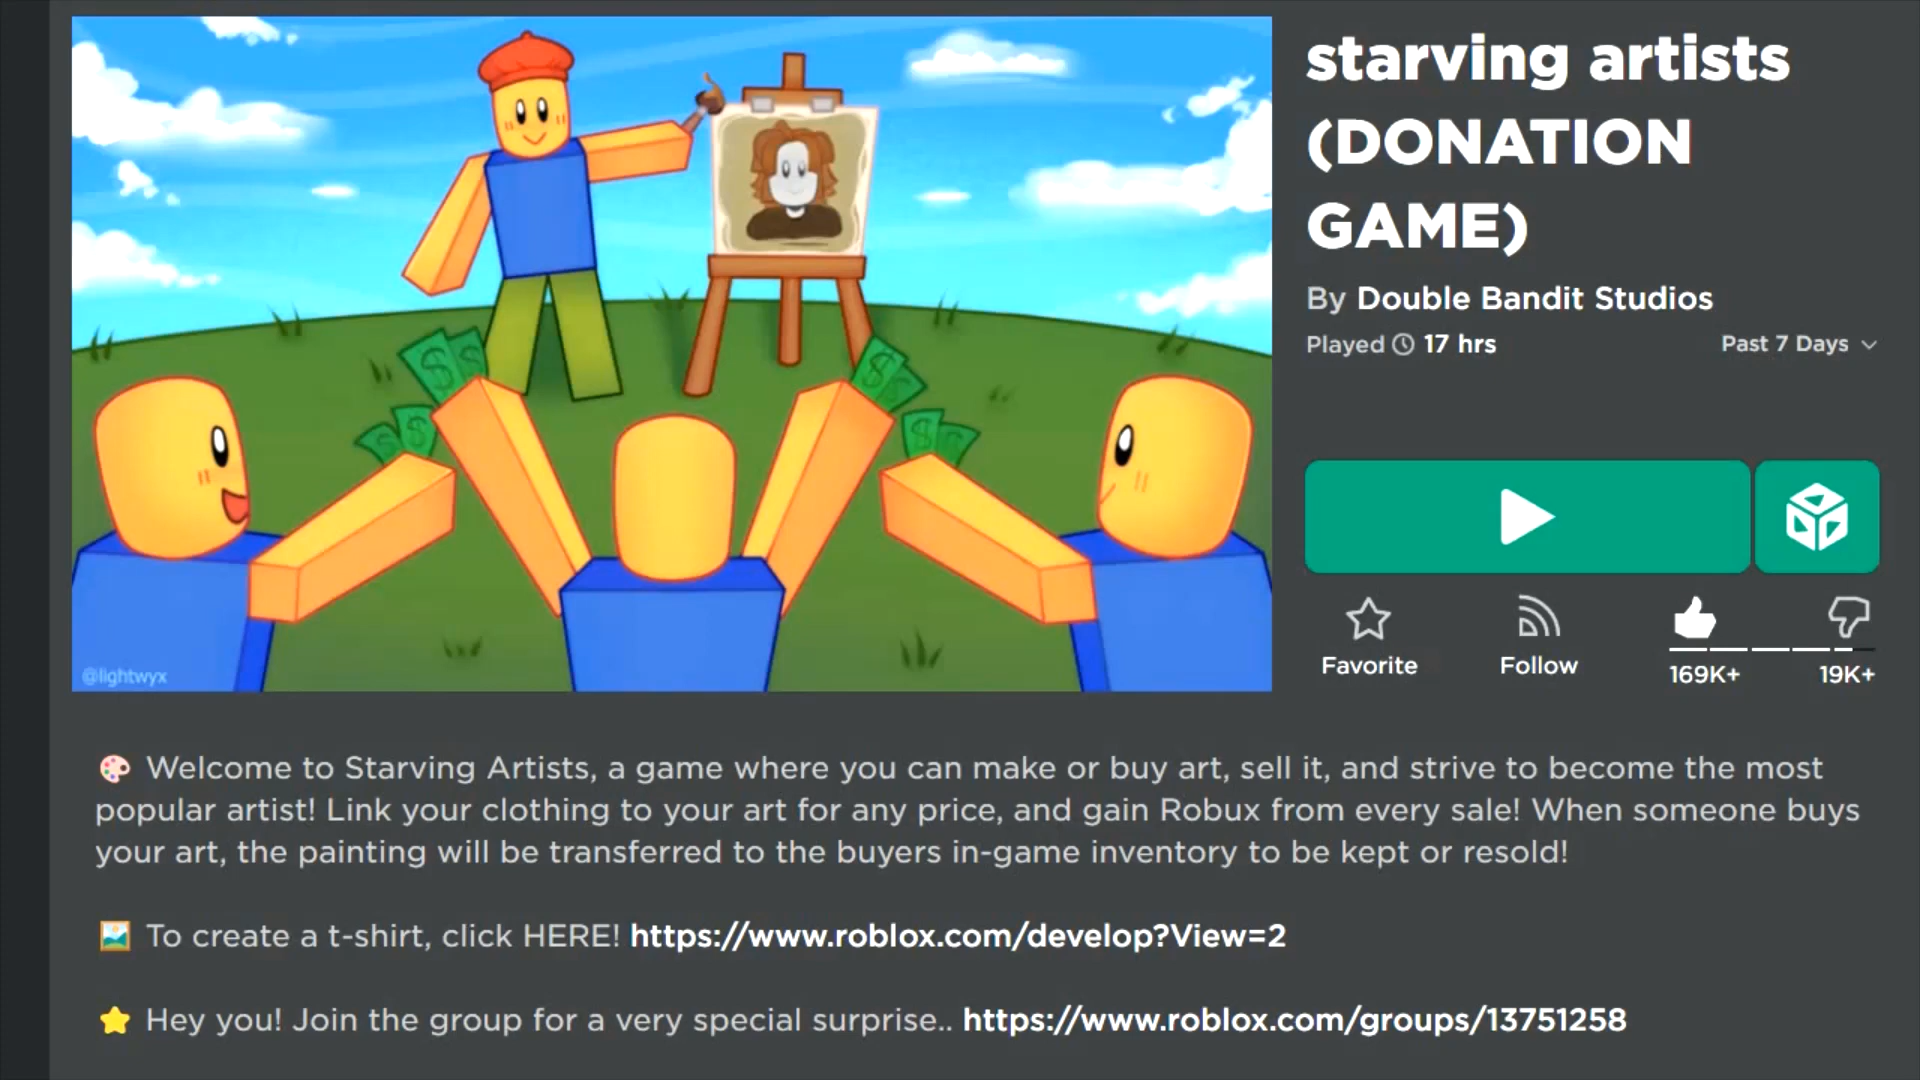 starving artists
(DONATION
GAME)
By Double Bandit Studios
Played 17 hrs
Past 7 Days
Favorite
Follow
169K+
19K+
$ $
$ $
$ $
$ $
@lightwyx
Welcome to Starving Artists, a game where you can make or buy art, sell it, and strive to become the most
popular artist! Link your clothing to your art for any price, and gain Robux from every sale! When someone buys
your art, the painting will be transferred to the buyers in-game inventory to be kept or resold!
To create a t-shirt, click HERE! https://www.roblox.com/develop?View=2
Hey you! Join the group for a very special surprise.. https://www.roblox.com/groups/13751258